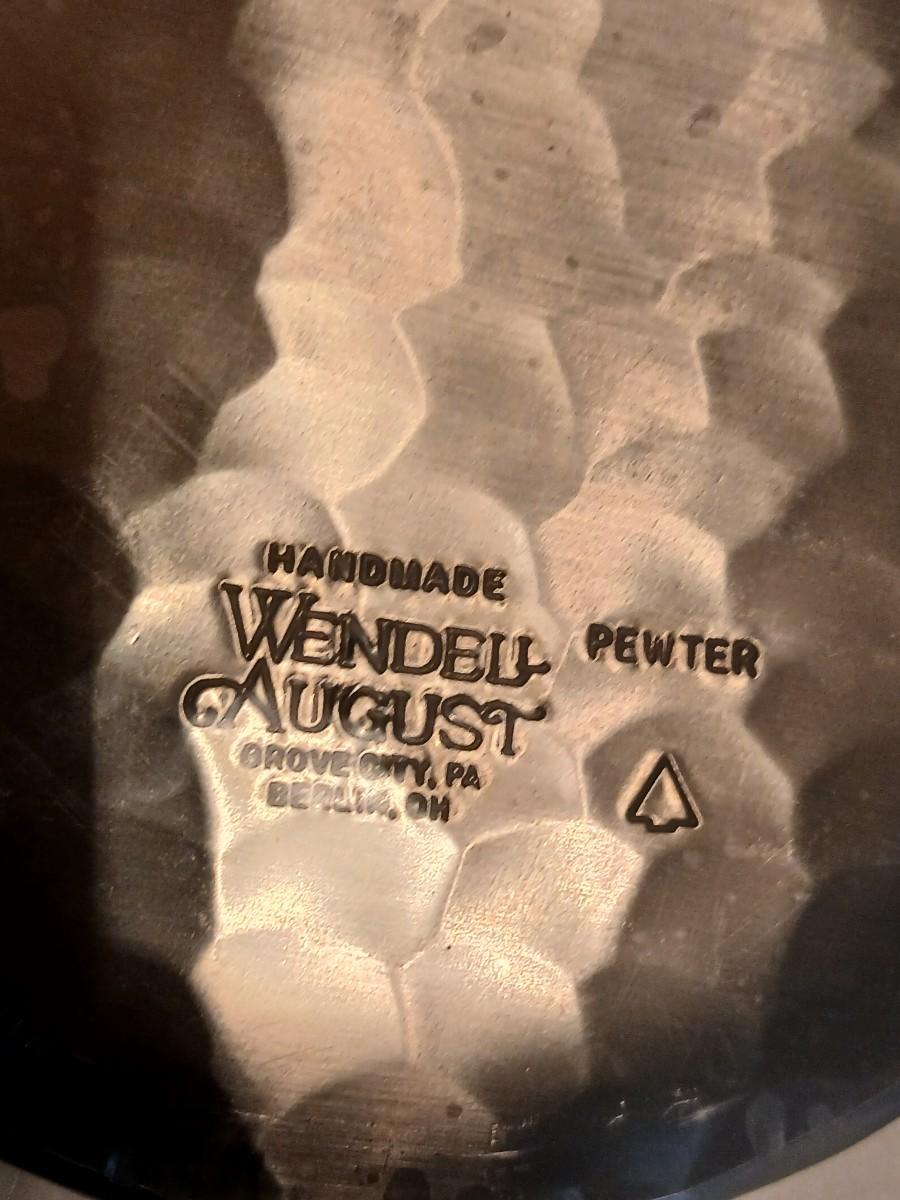 HANDMADE
WENDELL
AUGUST
GROVE CITY, PA
BERLIN, OH
PEWTER